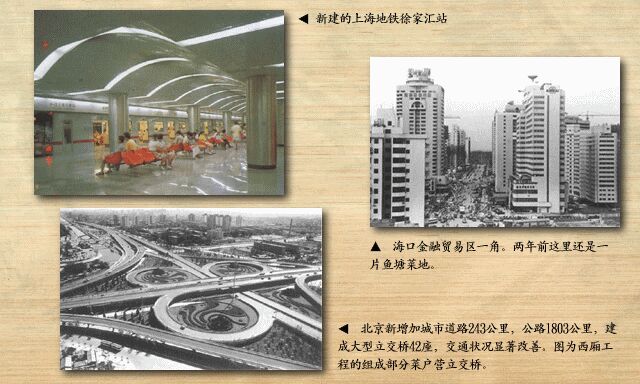 ◀ 新建的上海地铁徐家汇站
▲ 海口金融贸易区一角。两年前这里还是一
片鱼塘菜地。
◀ 北京新增加城市道路243公里，公路1803公里，建
成大型立交桥42座，交通状况显著改善。图为西厢工
程的组成部分菜户营立交桥。